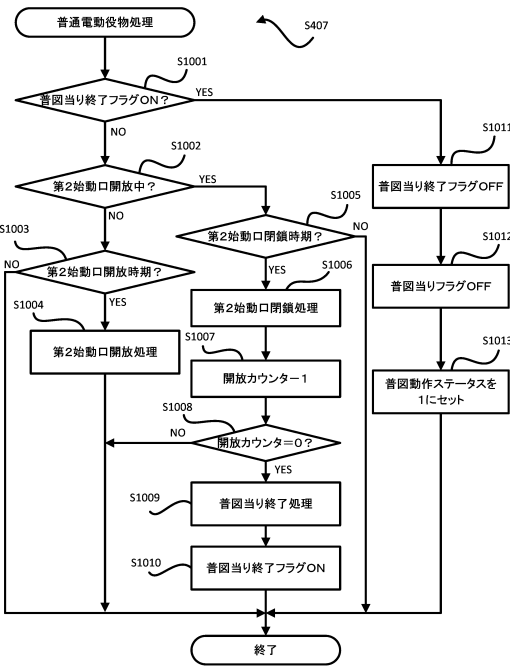 普通電動役物処理
S407
S1001
普図当り終了フラグON？
YES
NO
S1002
第2始動口開放中？
YES
NO
S1011
普図当り終了フラグOFF
S1005
第2始動口閉鎖時期？
NO
YES
S1003
第2始動口開放時期？
NO
YES
S1012
普図当りフラグOFF
S1006
第2始動口閉鎖処理
S1004
第2始動口開放処理
S1007
開放カウンター1
S1013
普図動作ステータスを
1にセット
S1008
開放カウンタ＝0？
NO
YES
S1009
普図当り終了処理
S1010
普図当り終了フラグON
終了